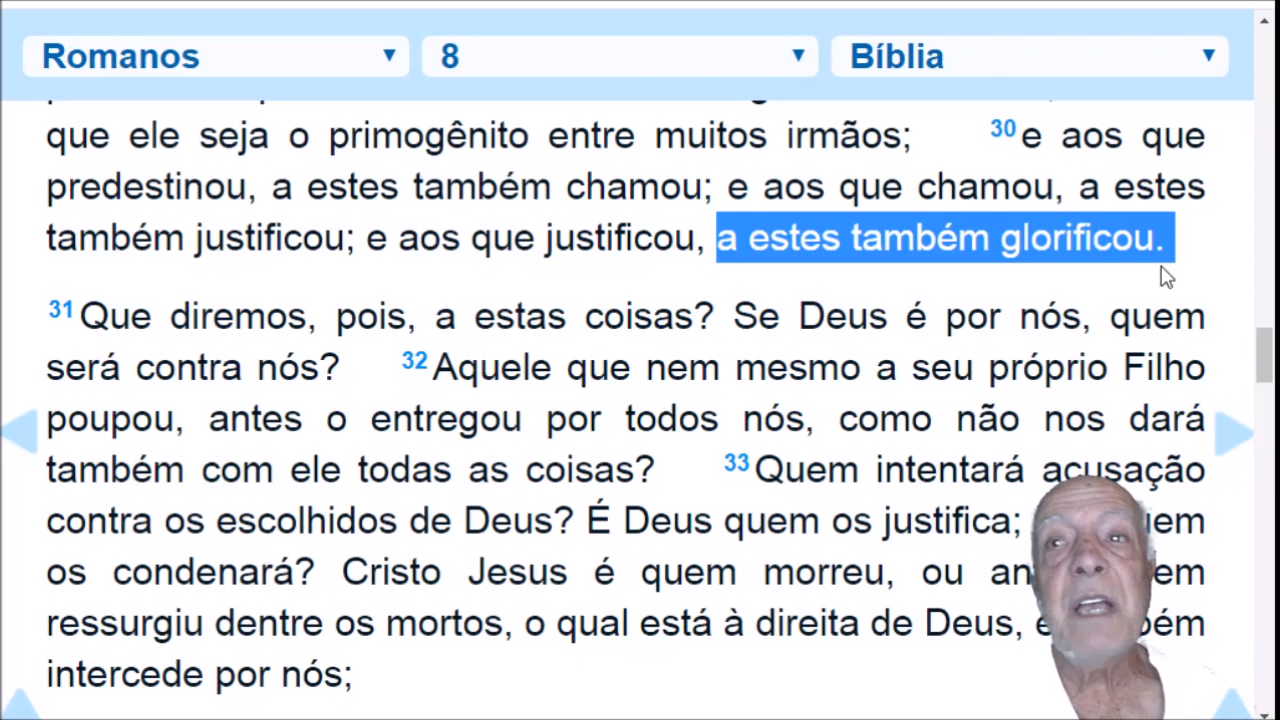 Romanos 8 Bíblia
que ele seja o primogênito entre muitos irmãos; 30 e aos que
predestinou, a estes também chamou; e aos que chamou, a estes
também justificou; e aos que justificou, a estes também glorificou.
31 Que diremos, pois, a estas coisas? Se Deus é por nós, quem
será contra nós? 32 Aquele que nem mesmo a seu próprio Filho
poupou, antes o entregou por todos nós, como não nos dará
também com ele todas as coisas? 33 Quem intentará acusação
contra os escolhidos de Deus? É Deus quem os justifica;
os condenará? Cristo Jesus é quem morreu, ou
ressurgiu dentre os mortos, o qual está à direita de Deus,
intercede por nós;